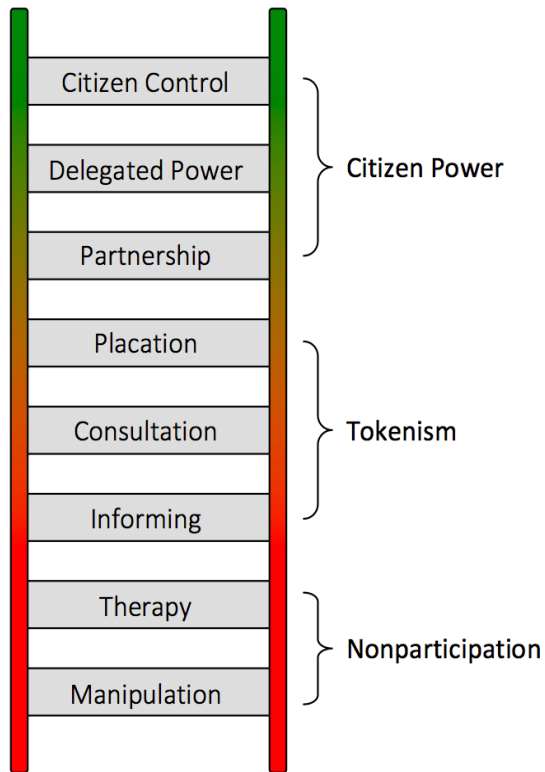 Citizen Control
Delegated Power
Citizen Power
Partnership
Placation
Consultation
Tokenism
Informing
Therapy
Nonparticipation
Manipulation